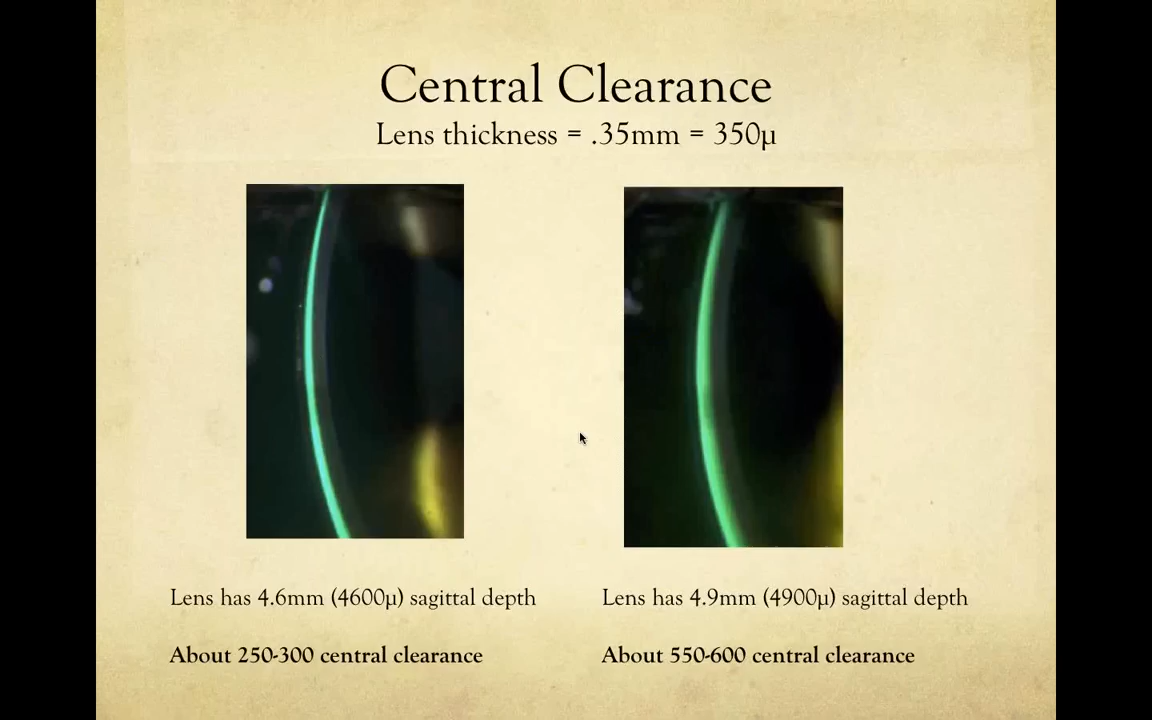 Central Clearance
Lens thickness = .35mm = 350µ
Lens has 4.6mm (4600µ) sagittal depth
About 250-300 central clearance
Lens has 4.9mm (4900µ) sagittal depth
About 550-600 central clearance